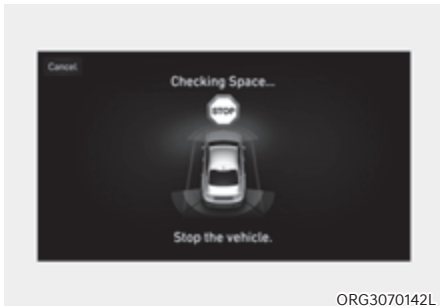 Cancel
Checking Space...
STOP
Stop the vehicle.
ORG3070142L